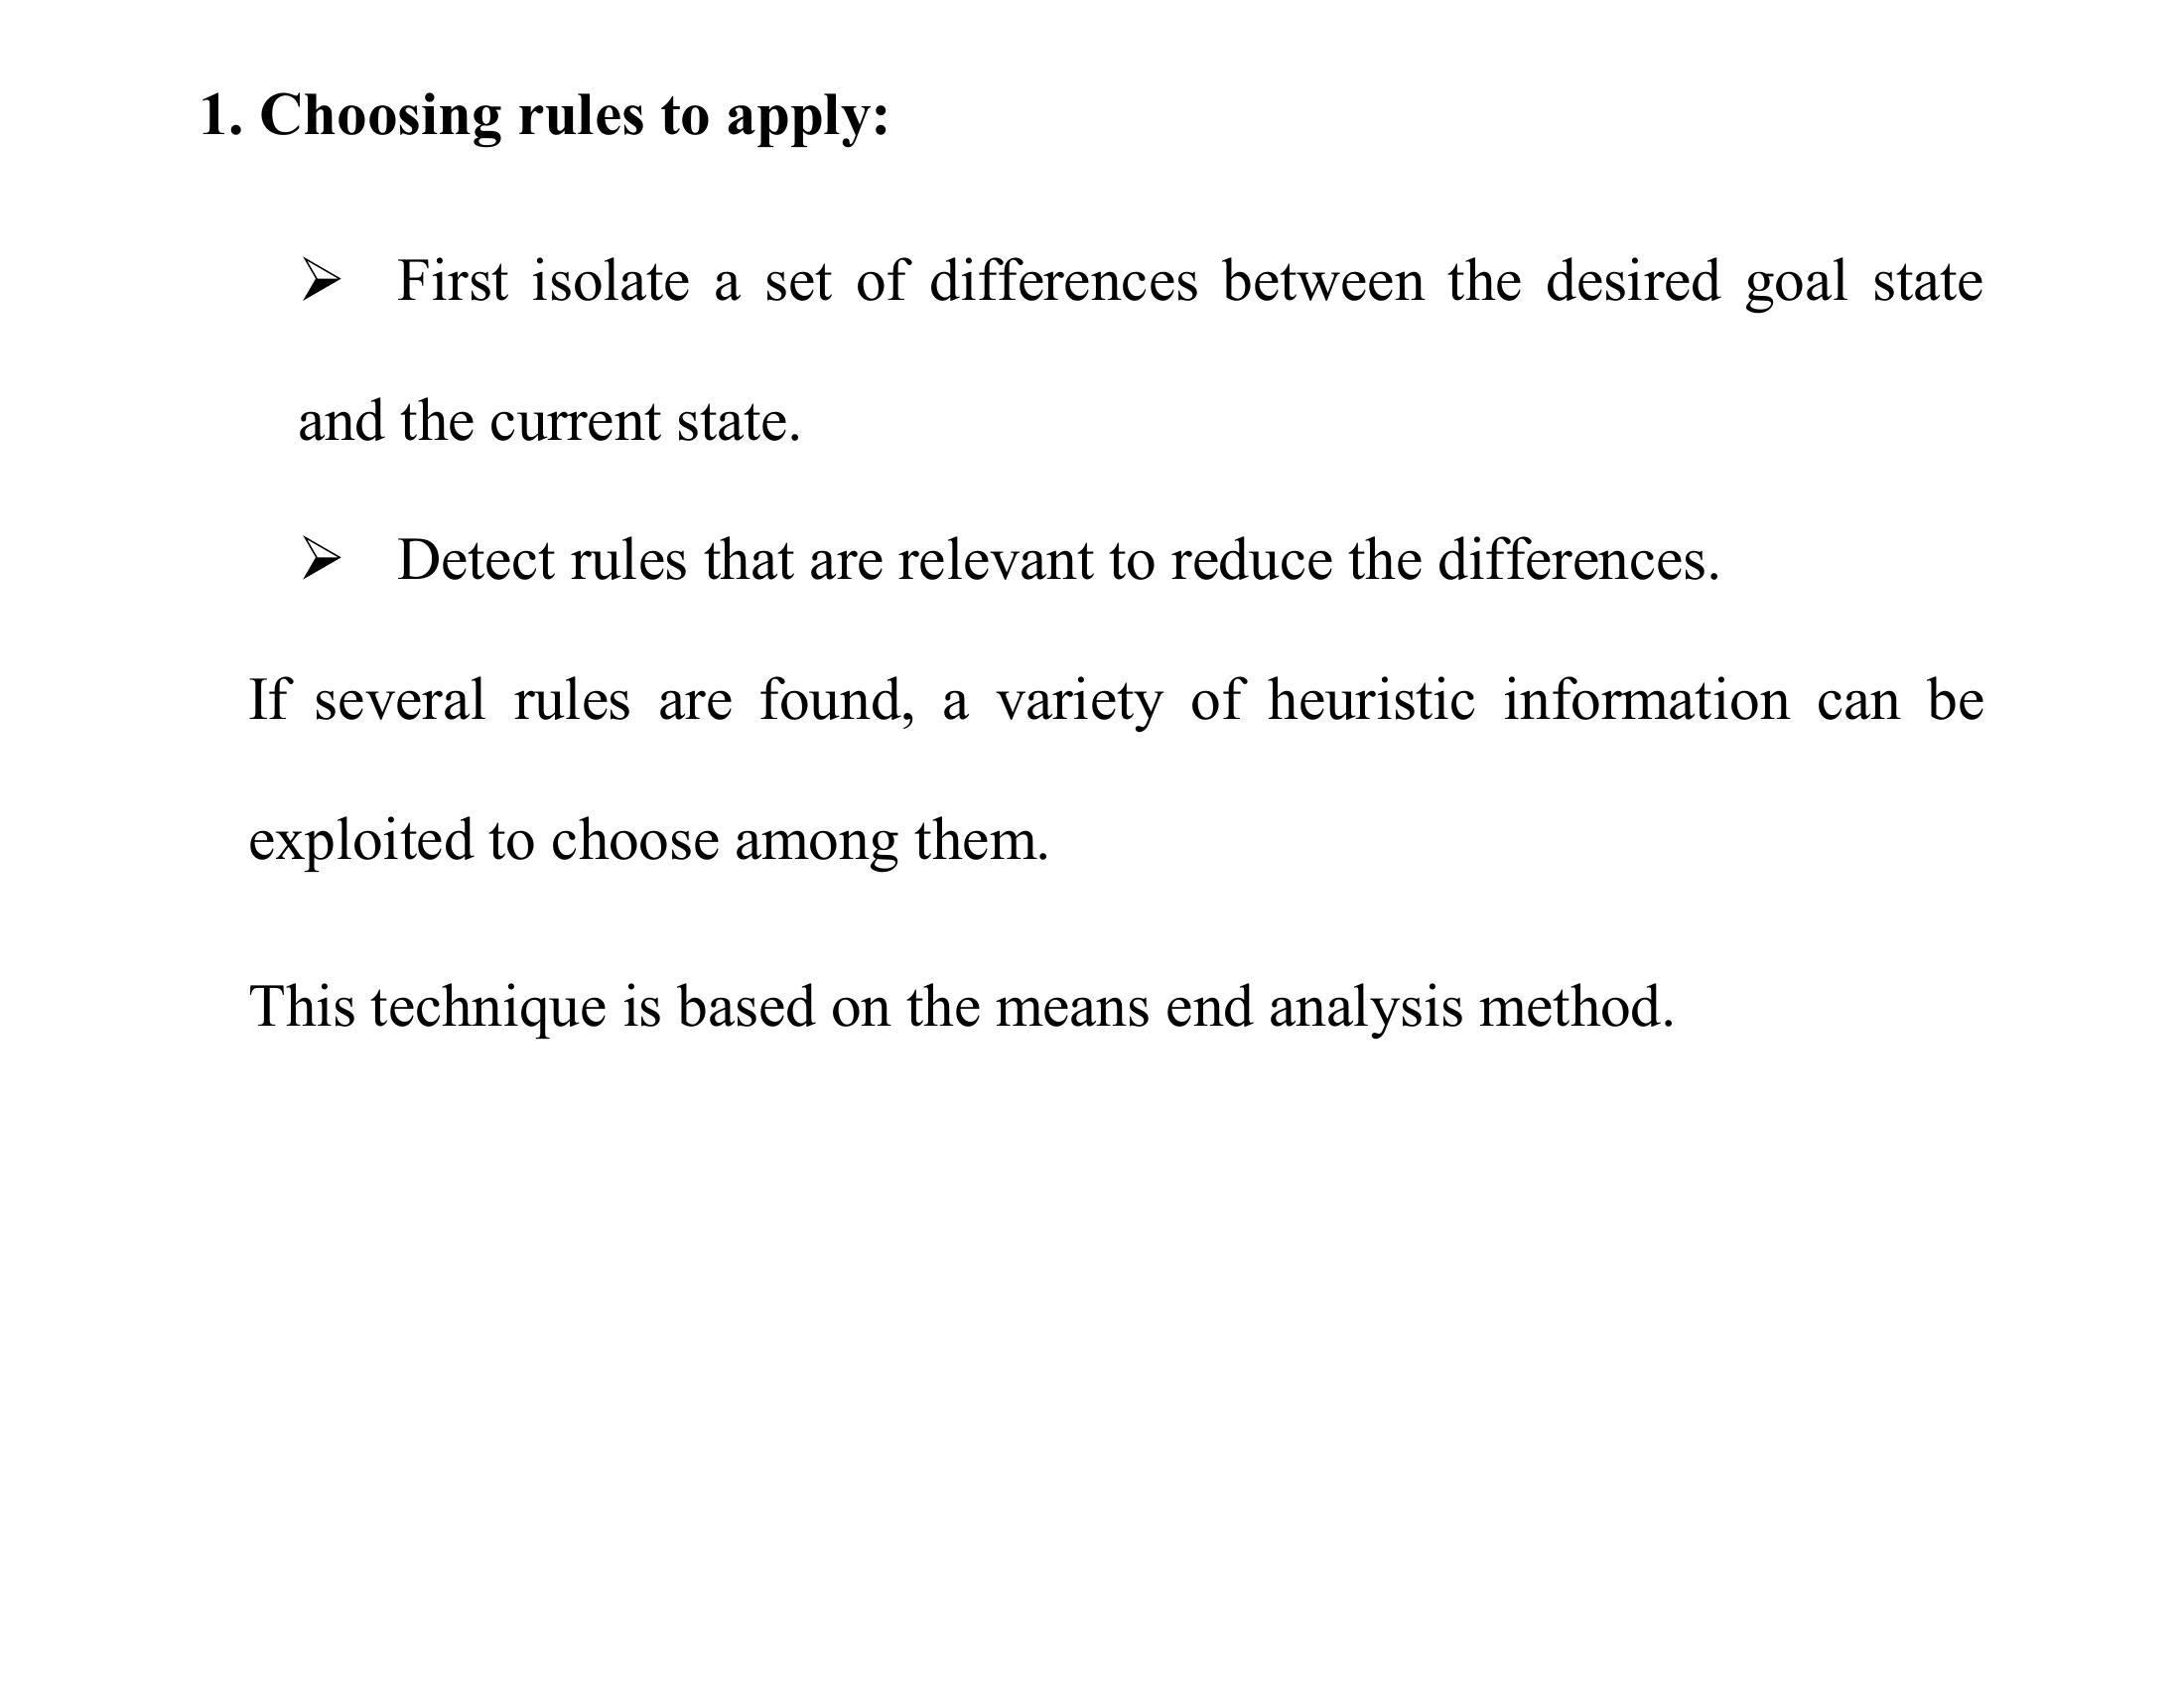 1. Choosing rules to apply:
➢ First isolate a set of differences between the desired goal state
and the current state.
➢ Detect rules that are relevant to reduce the differences.
If several rules are found, a variety of heuristic information can be
exploited to choose among them.
This technique is based on the means end analysis method.